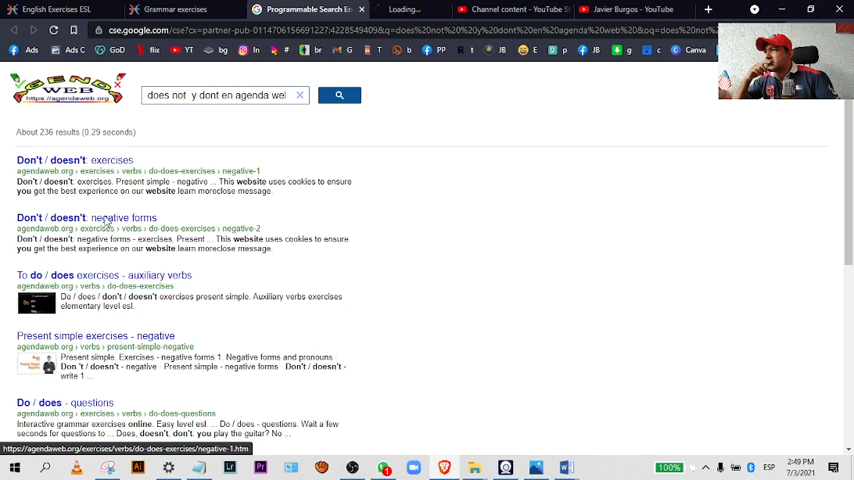 English Exercises ESL
Grammar exercises
Programmable Search En
Loading...
Channel content - YouTube St
Javier Burgos - YouTube
cse.google.com/cse?cx=partner-pub-0114706156691227:4228549409&q=does%20not%20y%20dont%20en%20agenda%20web%20&oq=does%20not%
Ads
Ads C
GoD
flix
YT
bg
In
#
br
T
b
PP
t
JB
E
p
JB
g
c
Canva
AGENDA
WEB
https://agendaweb.org
does not y dont en agenda wel
About 236 results (0.29 seconds)
Don't / doesn't: exercises
agendaweb.org › exercises › verbs › do-does-exercises › negative-1
Don't / doesn't: exercises. Present simple - negative ... This website uses cookies to ensure
you get the best experience on our website.learn moreclose message.
Don't / doesn't: negative forms
agendaweb.org › exercises › verbs › do-does-exercises › negative-2
Don't / doesn't: negative forms - exercises. Present ... This website uses cookies to ensure
you get the best experience on our website.learn moreclose message.
To do / does exercises - auxiliary verbs
agendaweb.org › verbs › do-does-exercises
Do / does / don't / doesn't exercises present simple. Auxiliary verbs exercises
elementary level esl.
Present simple exercises - negative
agendaweb.org › verbs › present-simple-negative
Present simple. Exercises - negative forms 1. Negative forms and pronouns ·
Don 't / doesn't - negative · Present simple - negative forms · Don't / doesn't -
write 1 ...
Do / does - questions
agendaweb.org › exercises › verbs › do-does-questions
Interactive grammar exercises online. Easy level esl. ... Do / does - questions. Wait a few
seconds for questions to ... Does, doesn't, don't. you play the guitar? No ...
https://agendaweb.org/exercises/verbs/do-does-exercises/negative-1.htm
100%
ESP
2:49 PM
7/3/2021